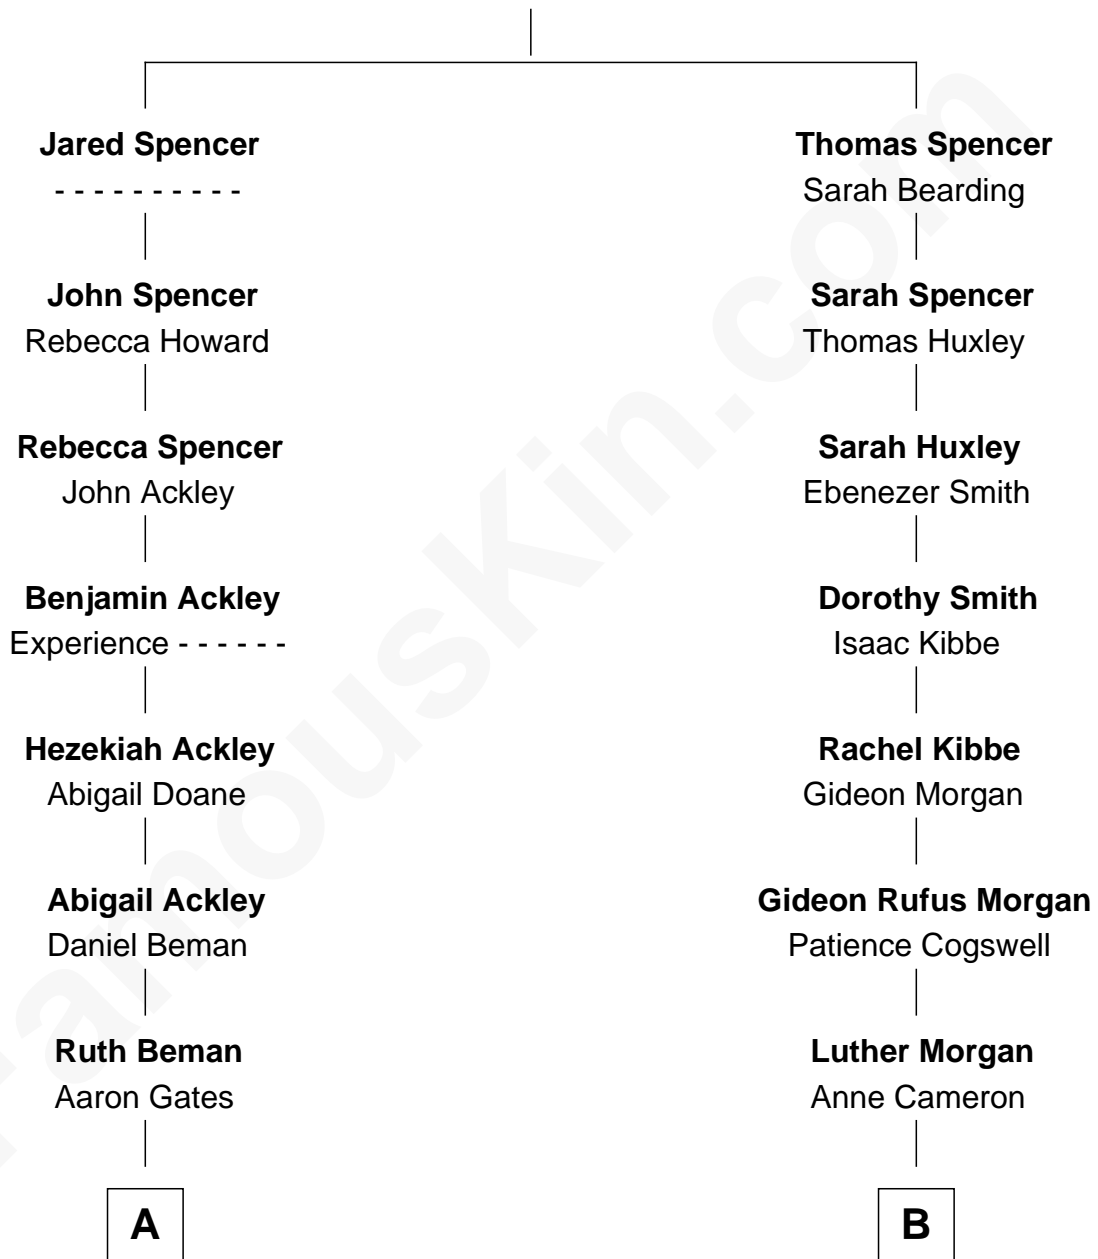 Jared Spencer
- - - - - - - - - -
John Spencer
Rebecca Howard
Rebecca Spencer
John Ackley
Benjamin Ackley
Experience - - - - - -
Hezekiah Ackley
Abigail Doane
Abigail Ackley
Daniel Beman
Ruth Beman
Aaron Gates
A
Thomas Spencer
Sarah Bearding
Sarah Spencer
Thomas Huxley
Sarah Huxley
Ebenezer Smith
Dorothy Smith
Isaac Kibbe
Rachel Kibbe
Gideon Morgan
Gideon Rufus Morgan
Patience Cogswell
Luther Morgan
Anne Cameron
B
FamousKin.com